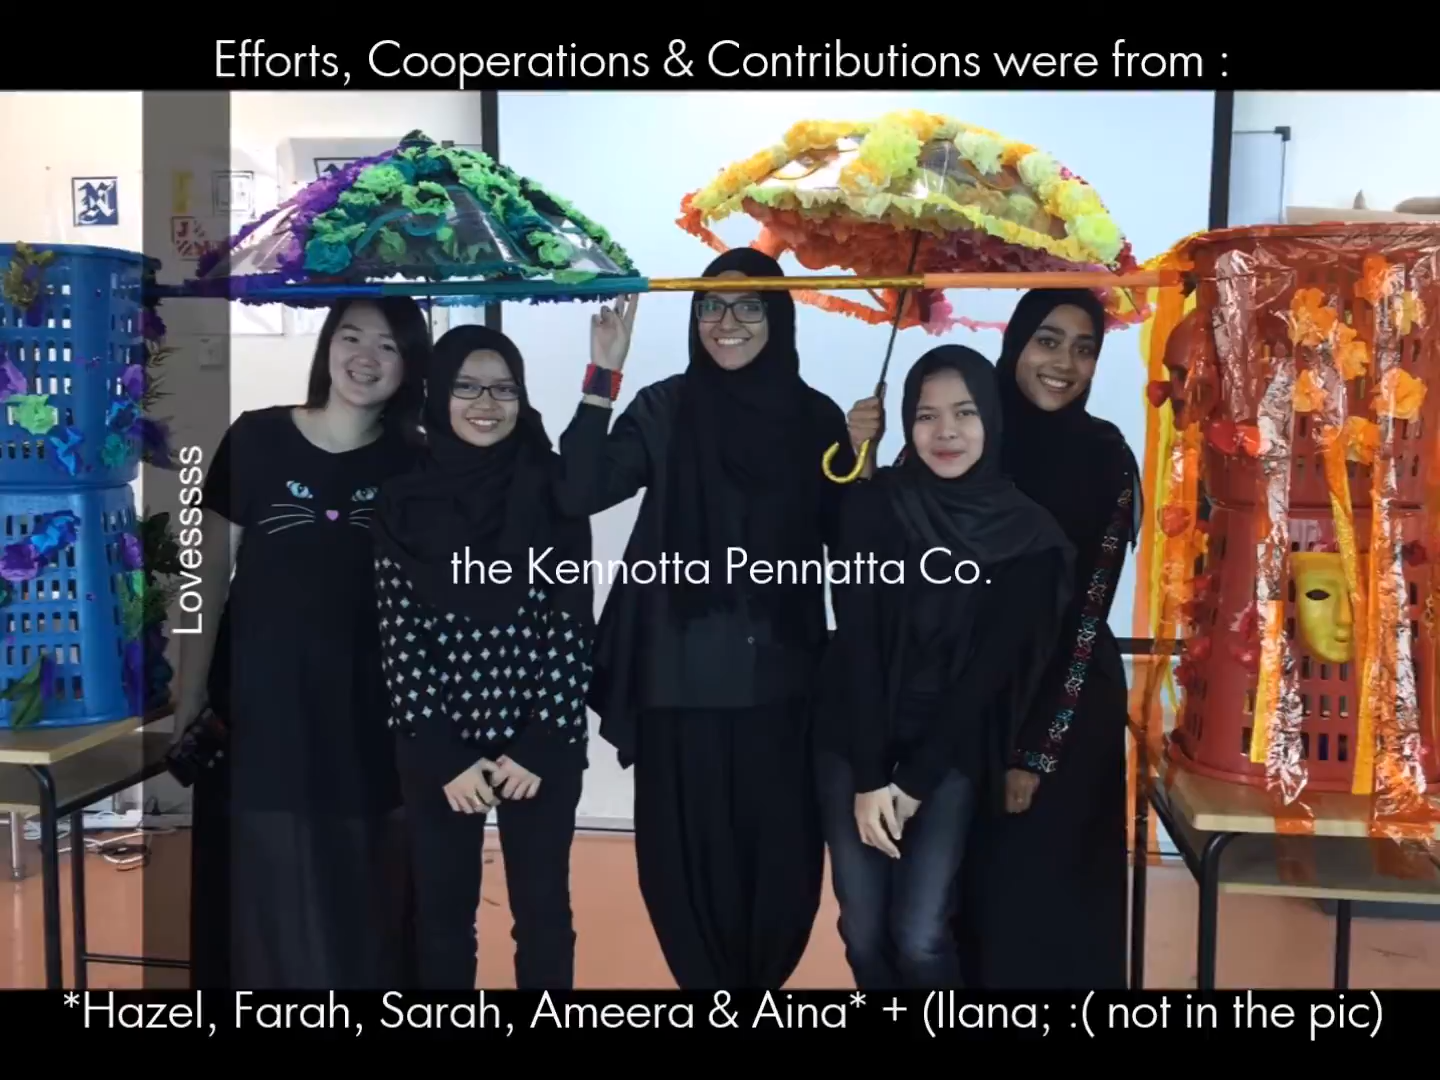 Efforts, Cooperations & Contributions were from :
Lovesssss
the Kennotta Pennatta Co.
*Hazel, Farah, Sarah, Ameera & Aina* + (Ilana; :( not in the pic)